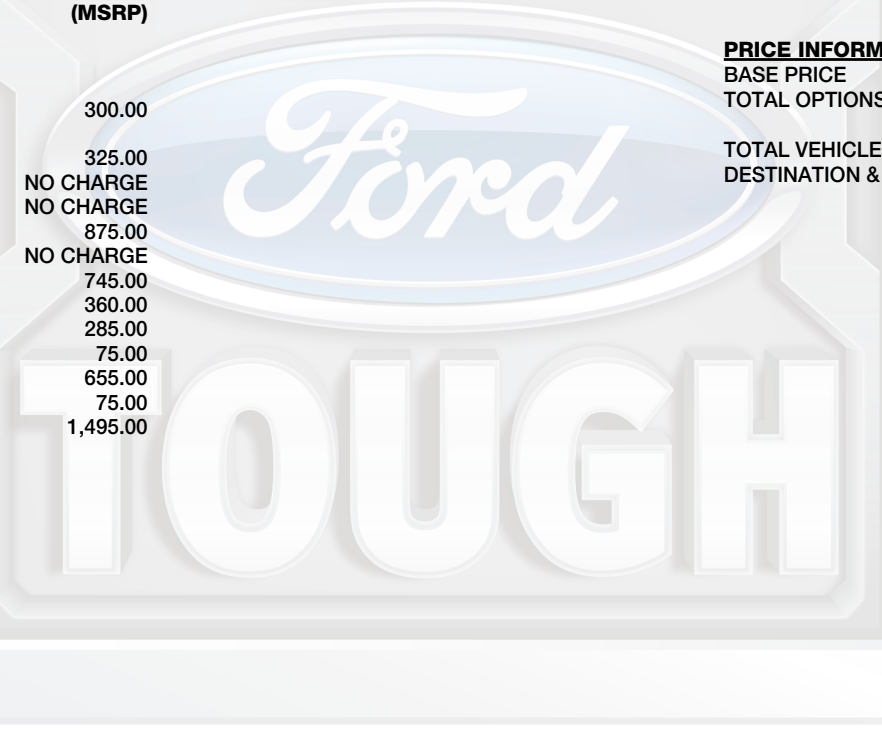 (MSRP)
300.00
325.00
NO CHARGE
NO CHARGE
875.00
NO CHARGE
745.00
360.00
285.00
75.00
655.00
75.00
1,495.00
PRICE INFORM
BASE PRICE
TOTAL OPTIONS
TOTAL VEHICLE
DESTINATION &
Ford
TOUGH